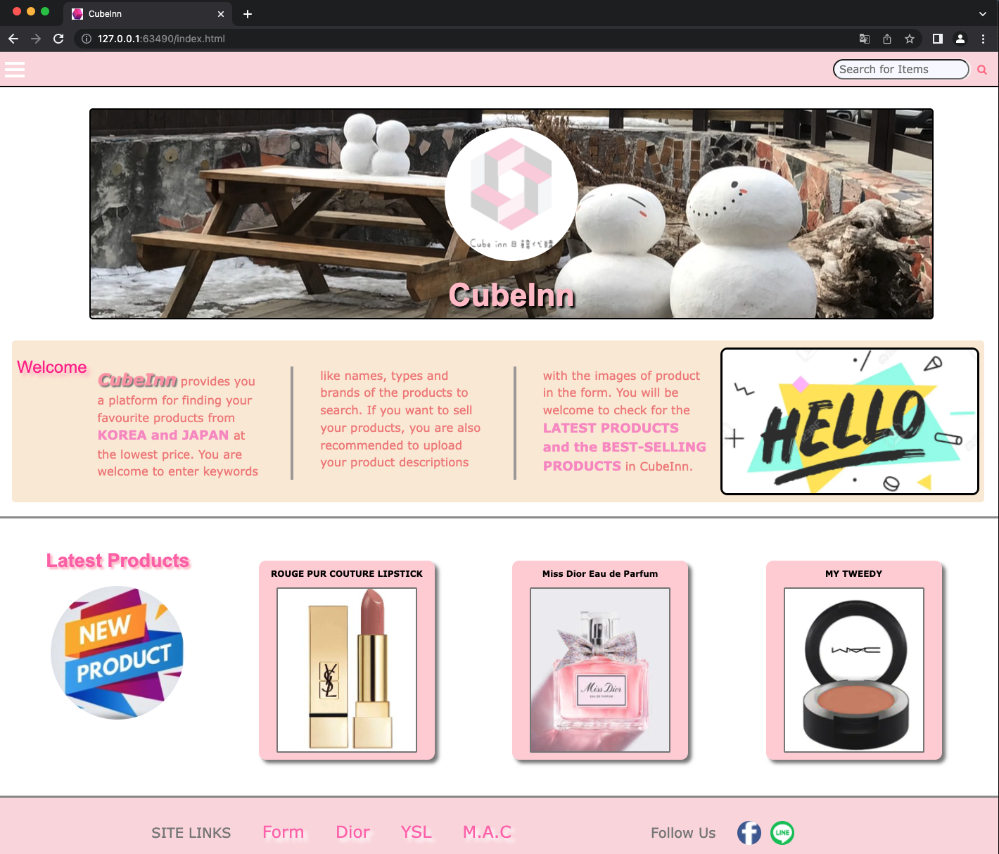 CubeInn
127.0.0.1:63490/index.html
Search for Items
Cube inn 日韓代購
CubeInn
Welcome
CubeInn provides you
a platform for finding your
favourite products from
KOREA and JAPAN at
the lowest price. You are
welcome to enter keywords
like names, types and
brands of the products to
search. If you want to sell
your products, you are also
recommended to upload
your product descriptions
with the images of product
in the form. You will be
welcome to check for the
LATEST PRODUCTS
and the BEST-SELLING
PRODUCTS in CubeInn.
HELLO
Latest Products
NEW
PRODUCT
ROUGE PUR COUTURE LIPSTICK
YSL
Miss Dior Eau de Parfum
Miss Dior
EAU DE PARFUM
MY TWEEDY
MAC
SITE LINKS
Form
Dior
YSL
M.A.C
Follow Us
f
LINE